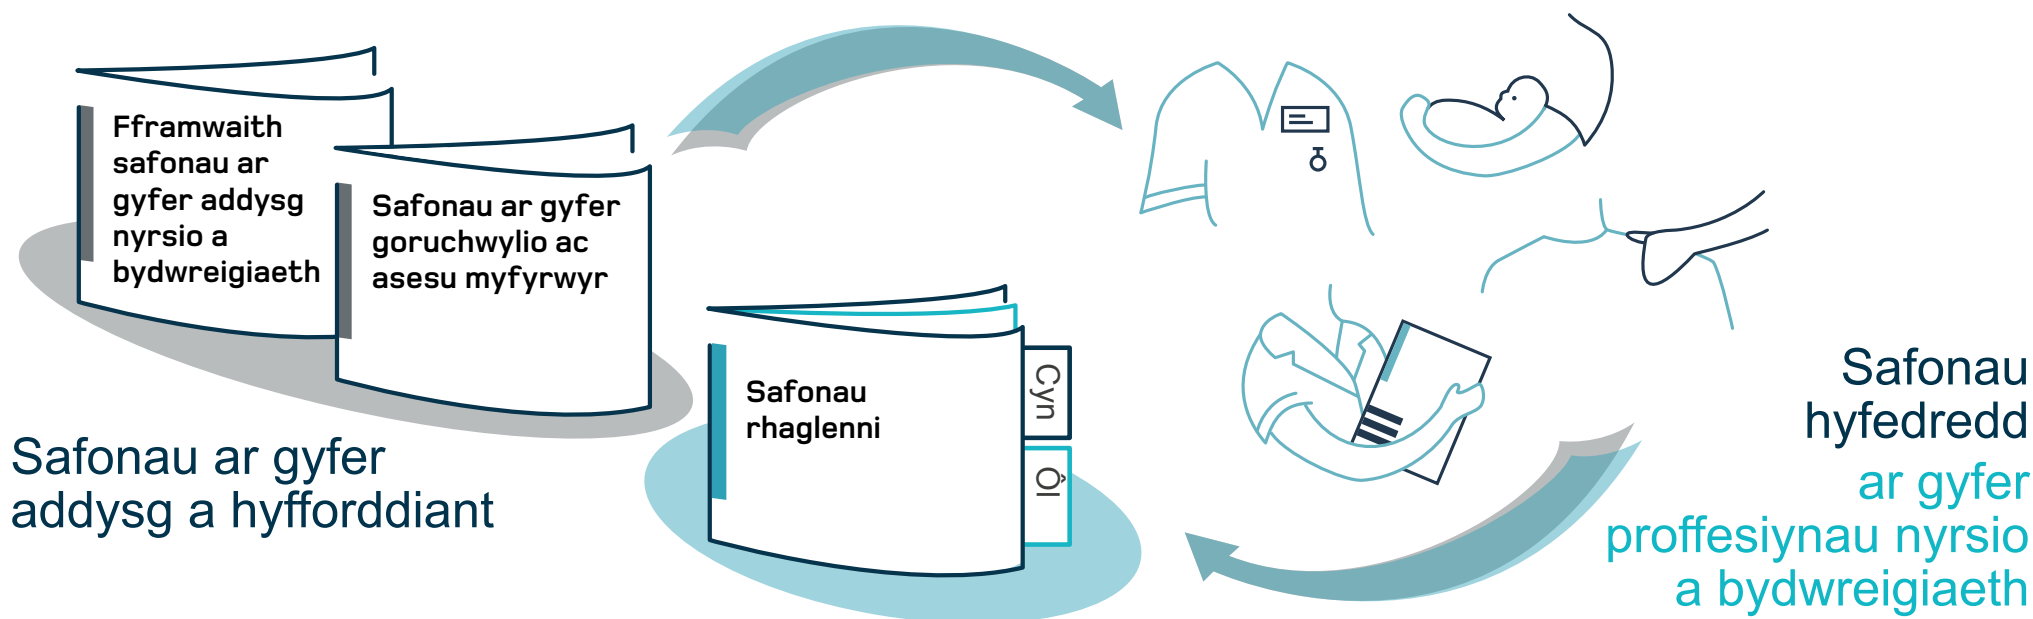 Fframwaith
safonau ar
gyfer addysg
nyrsio a
bydwreigiaeth
Safonau ar gyfer
goruchwylio ac
asesu myfyrwyr
Safonau
rhaglenni
Cyn
Ôl
Safonau ar gyfer
addysg a hyfforddiant
Safonau
hyfedredd
ar gyfer
proffesiynau nyrsio
a bydwreigiaeth